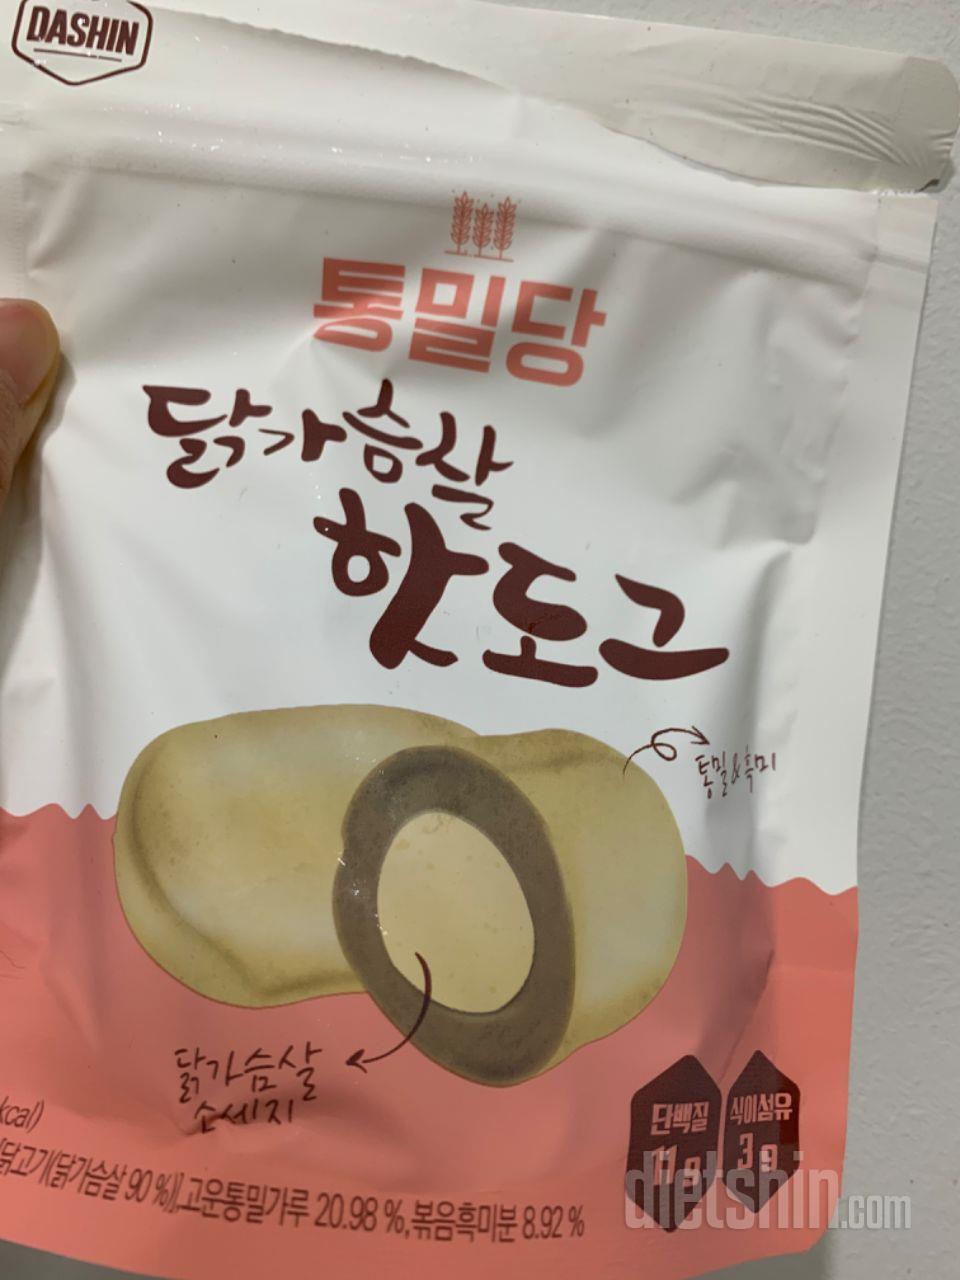 DASHIN
통밀당
닭가슴살
핫도그
통밀&흑미
닭가슴살
소세지
단백질
11g
식이섬유
3g
kcal)
닭고기(닭가슴살 90 %)],고운통밀가루 20.98 %,볶음흑미분 8.92 %
dietshin.com